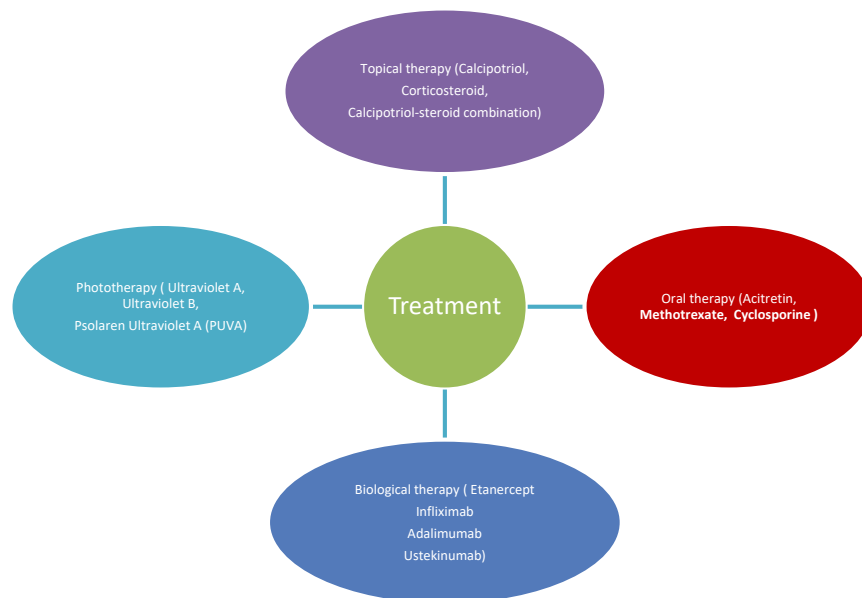 Topical therapy (Calcipotriol,
Corticosteroid,
Calcipotriol-steroid combination)
Phototherapy ( Ultraviolet A,
Ultraviolet B,
Psolaren Ultraviolet A (PUVA)
Treatment
Oral therapy (Acitretin,
Methotrexate, Cyclosporine )
Biological therapy ( Etanercept
Infliximab
Adalimumab
Ustekinumab)